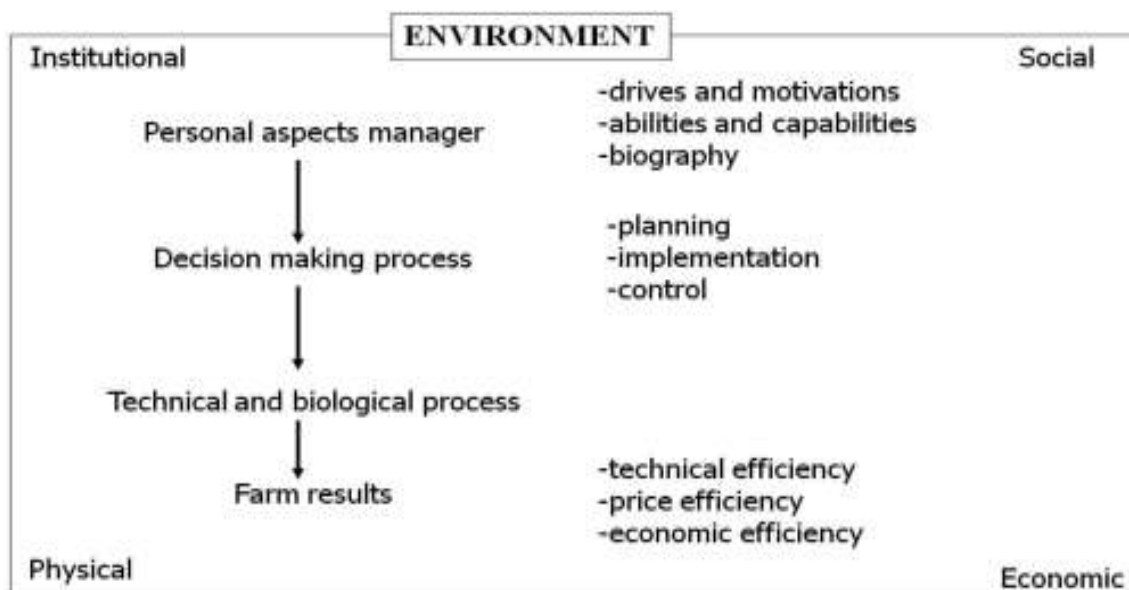 ENVIRONMENT
Institutional
Social
-drives and motivations
Personal aspects manager
-abilities and capabilities
-biography
-planning
Decision making process
-implementation
-control
Technical and biological process
-technical efficiency
Farm results
-price efficiency
-economic efficiency
Physical
Economic